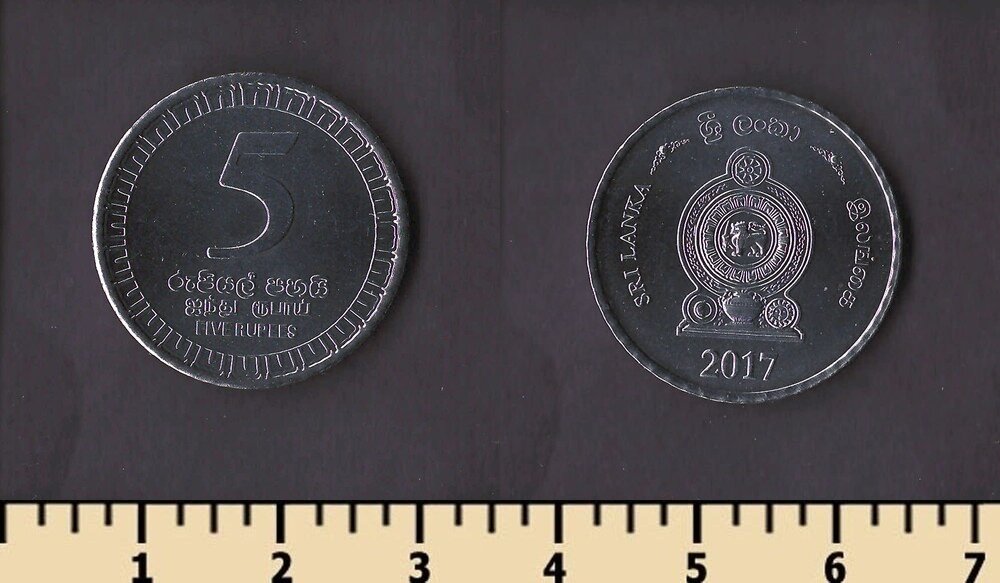 5
රුපියල් පහයි
ஐந்து ரூபாய்
FIVE RUPEES
ශ්‍රී ලංකා
SRI LANKA
இலங்கை
2017
1 2 3 4 5 6 7